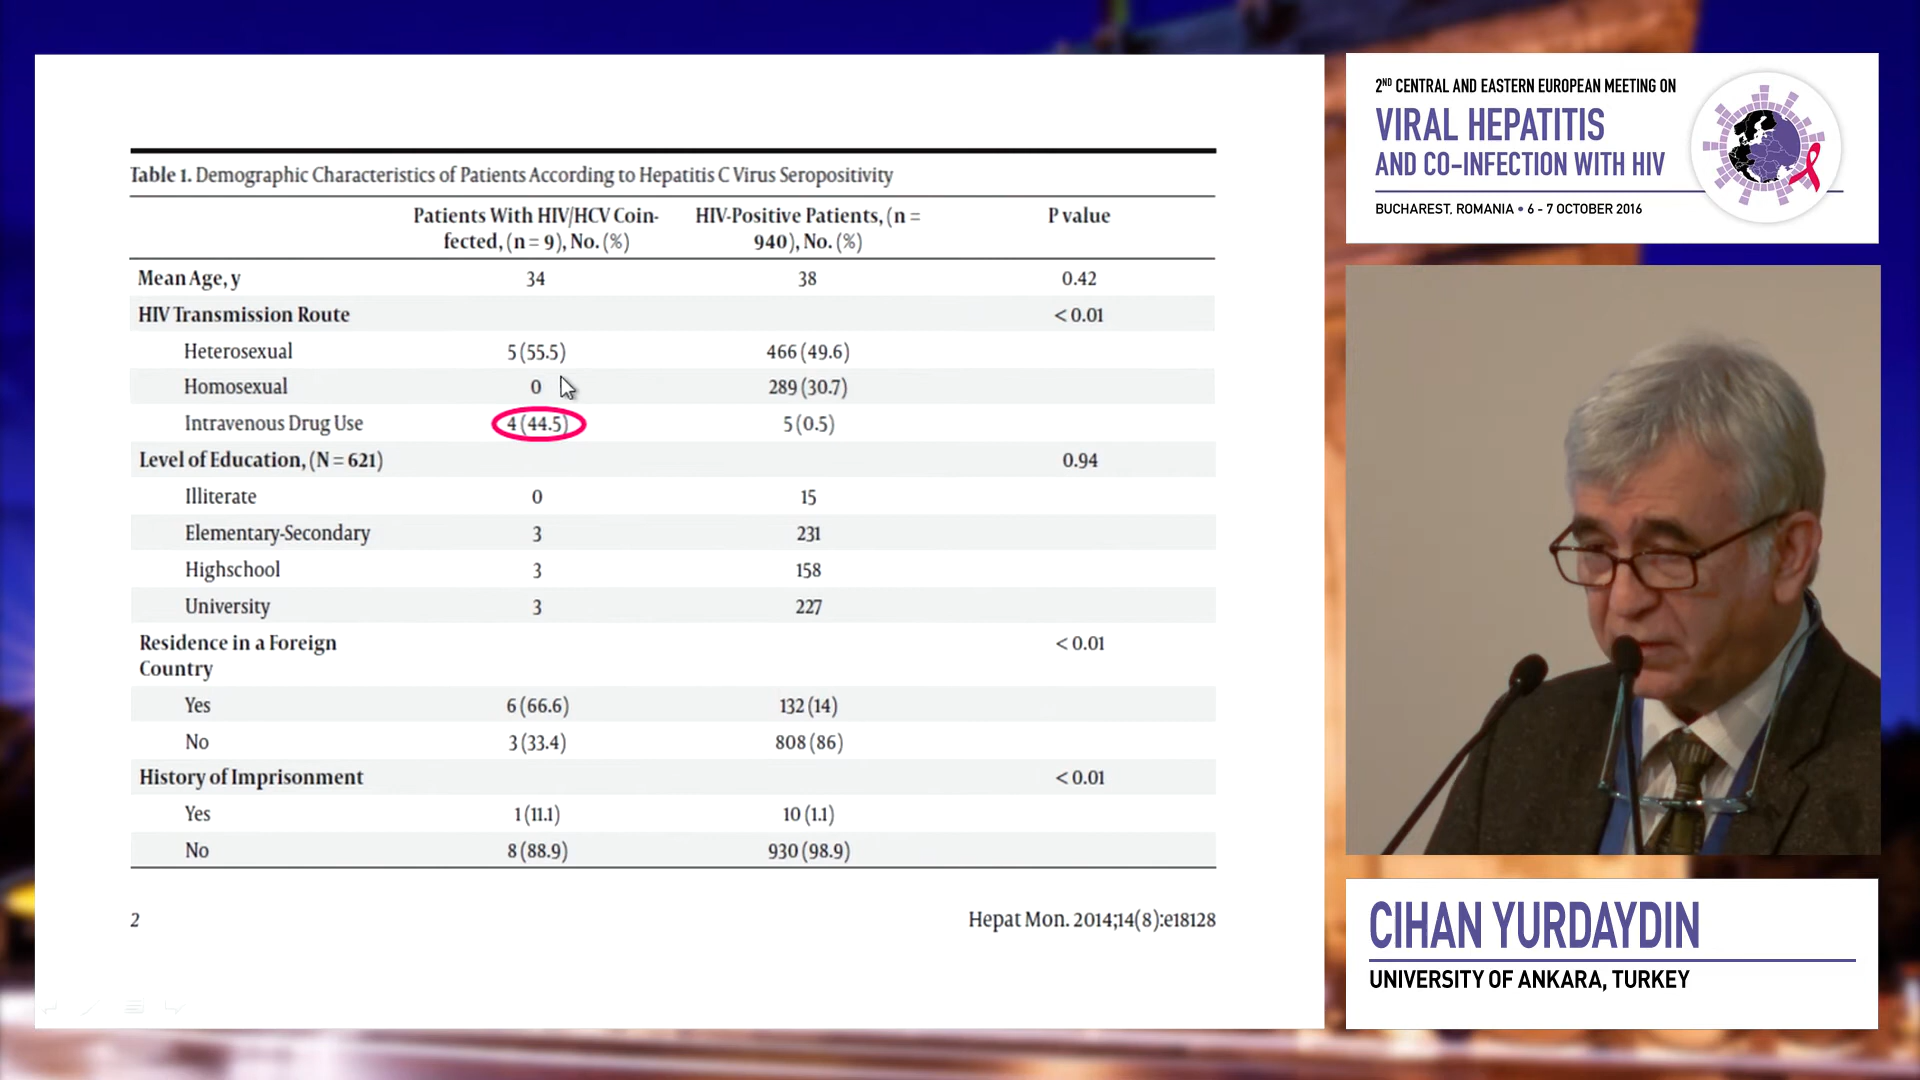 Table 1. Demographic Characteristics of Patients According to Hepatitis C Virus Seropositivity
Patients With HIV/HCV Coin- HIV-Positive Patients, (n = P value
fected, (n = 9), No. (%) 940), No. (%)
Mean Age, y 34 38 0.42
HIV Transmission Route < 0.01
Heterosexual 5 (55.5) 466 (49.6)
Homosexual 0 289 (30.7)
Intravenous Drug Use 4 (44.5) 5 (0.5)
Level of Education, (N = 621) 0.94
Illiterate 0 15
Elementary-Secondary 3 231
Highschool 3 158
University 3 227
Residence in a Foreign < 0.01
Country
Yes 6 (66.6) 132 (14)
No 3 (33.4) 808 (86)
History of Imprisonment < 0.01
Yes 1 (11.1) 10 (1.1)
No 8 (88.9) 930 (98.9)
2 Hepat Mon. 2014;14(8):e18128
2ND CENTRAL AND EASTERN EUROPEAN MEETING ON
VIRAL HEPATITIS
AND CO-INFECTION WITH HIV
BUCHAREST, ROMANIA • 6 - 7 OCTOBER 2016
CIHAN YURDAYDIN
UNIVERSITY OF ANKARA, TURKEY